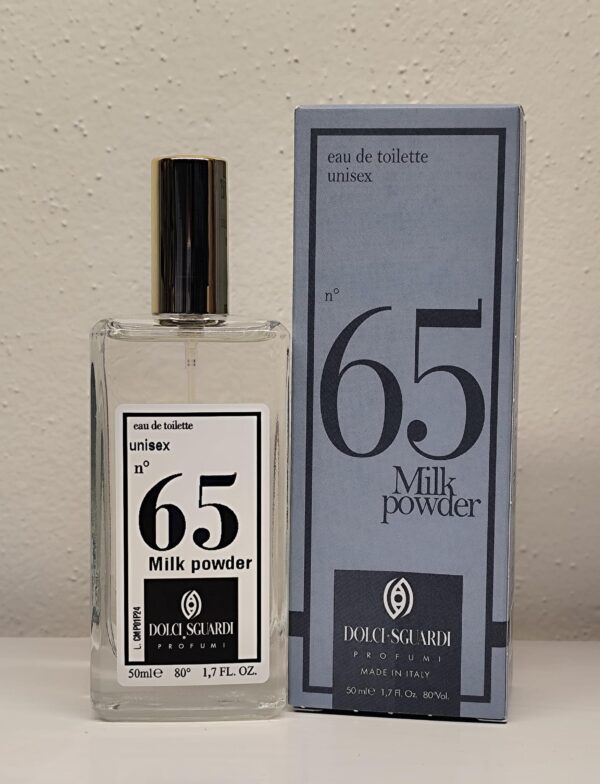 eau de toilette
unisex
n°
65
Milk powder
DOLCI SGUARDI
PROFUMI
L. CMP01P24
50ml℮ 80° 1,7 FL. OZ.
eau de toilette
unisex
n°
65
Milk
powder
DOLCI·SGUARDI
PROFUMI
MADE IN ITALY
50 ml℮ 1,7 Fl. Oz. 80°Vol.